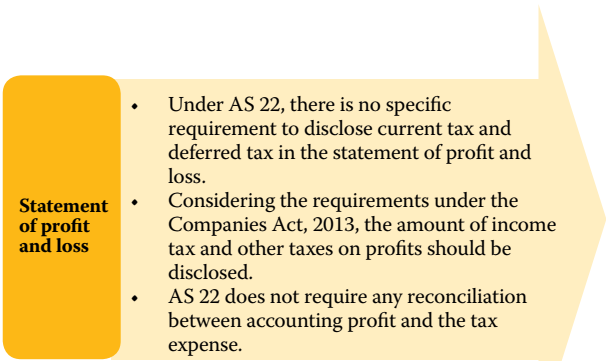 Statement
of profit
and loss
• Under AS 22, there is no specific
requirement to disclose current tax and
deferred tax in the statement of profit and
loss.
• Considering the requirements under the
Companies Act, 2013, the amount of income
tax and other taxes on profits should be
disclosed.
• AS 22 does not require any reconciliation
between accounting profit and the tax
expense.